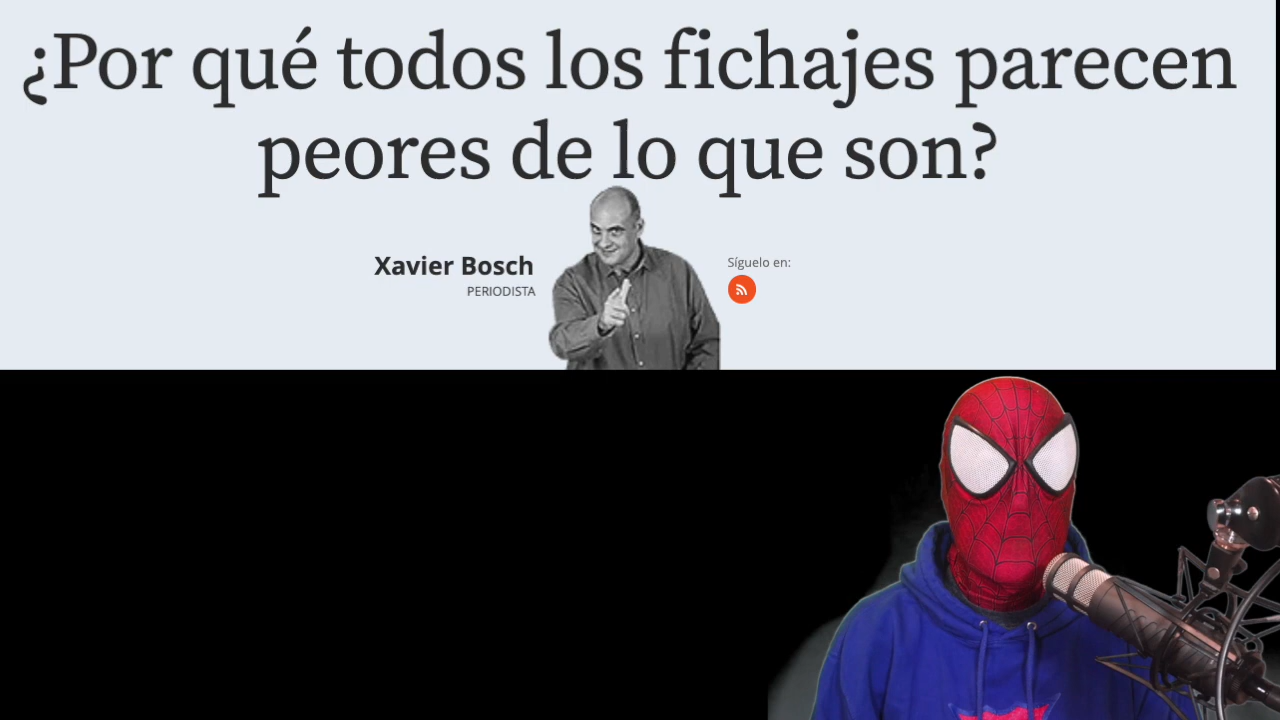 ¿Por qué todos los fichajes parecen
peores de lo que son?
Xavier Bosch
PERIODISTA
Síguelo en: